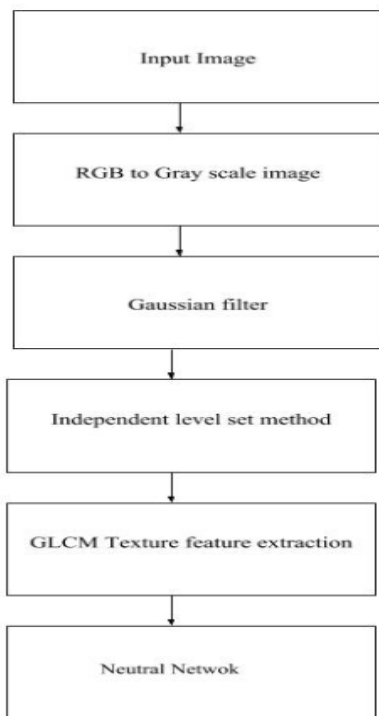 Input Image
RGB to Gray scale image
Gaussian filter
Independent level set method
GLCM Texture feature extraction
Neutral Netwok